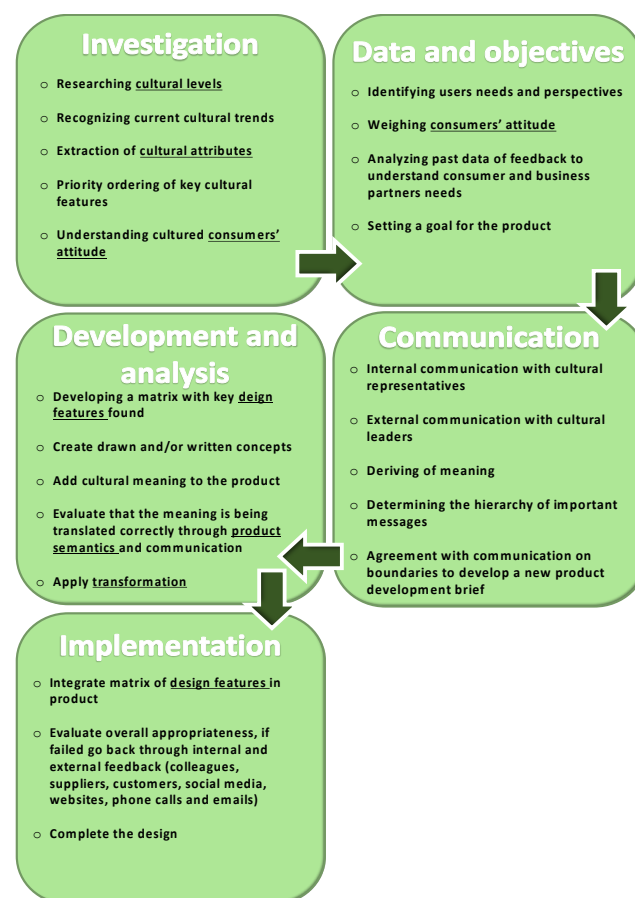 Investigation
○ Researching cultural levels
○ Recognizing current cultural trends
○ Extraction of cultural attributes
○ Priority ordering of key cultural
features
○ Understanding cultured consumers'
attitude
Data and objectives
○ Identifying users needs and perspectives
○ Weighing consumers' attitude
○ Analyzing past data of feedback to
understand consumer and business
partners needs
○ Setting a goal for the product
Communication
○ Internal communication with cultural
representatives
○ External communication with cultural
leaders
○ Deriving of meaning
○ Determining the hierarchy of important
messages
○ Agreement with communication on
boundaries to develop a new product
development brief
Development and
analysis
○ Developing a matrix with key deign
features found
○ Create drawn and/or written concepts
○ Add cultural meaning to the product
○ Evaluate that the meaning is being
translated correctly through product
semantics and communication
○ Apply transformation
Implementation
○ Integrate matrix of design features in
product
○ Evaluate overall appropriateness, if
failed go back through internal and
external feedback (colleagues,
suppliers, customers, social media,
websites, phone calls and emails)
○ Complete the design